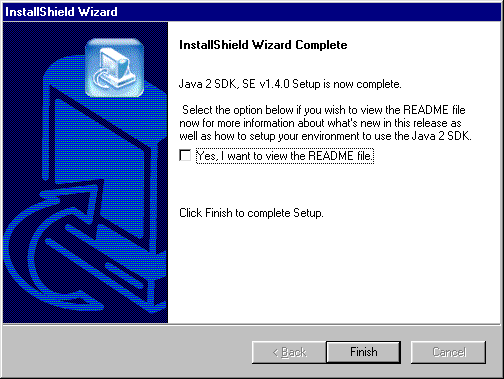 InstallShield Wizard
InstallShield Wizard Complete
Java 2 SDK, SE v1.4.0 Setup is now complete.
Select the option below if you wish to view the README file
now for more information about what's new in this release as
well as how to setup your environment to use the Java 2 SDK.
Yes, I want to view the README file.
Click Finish to complete Setup.
< Back Finish Cancel